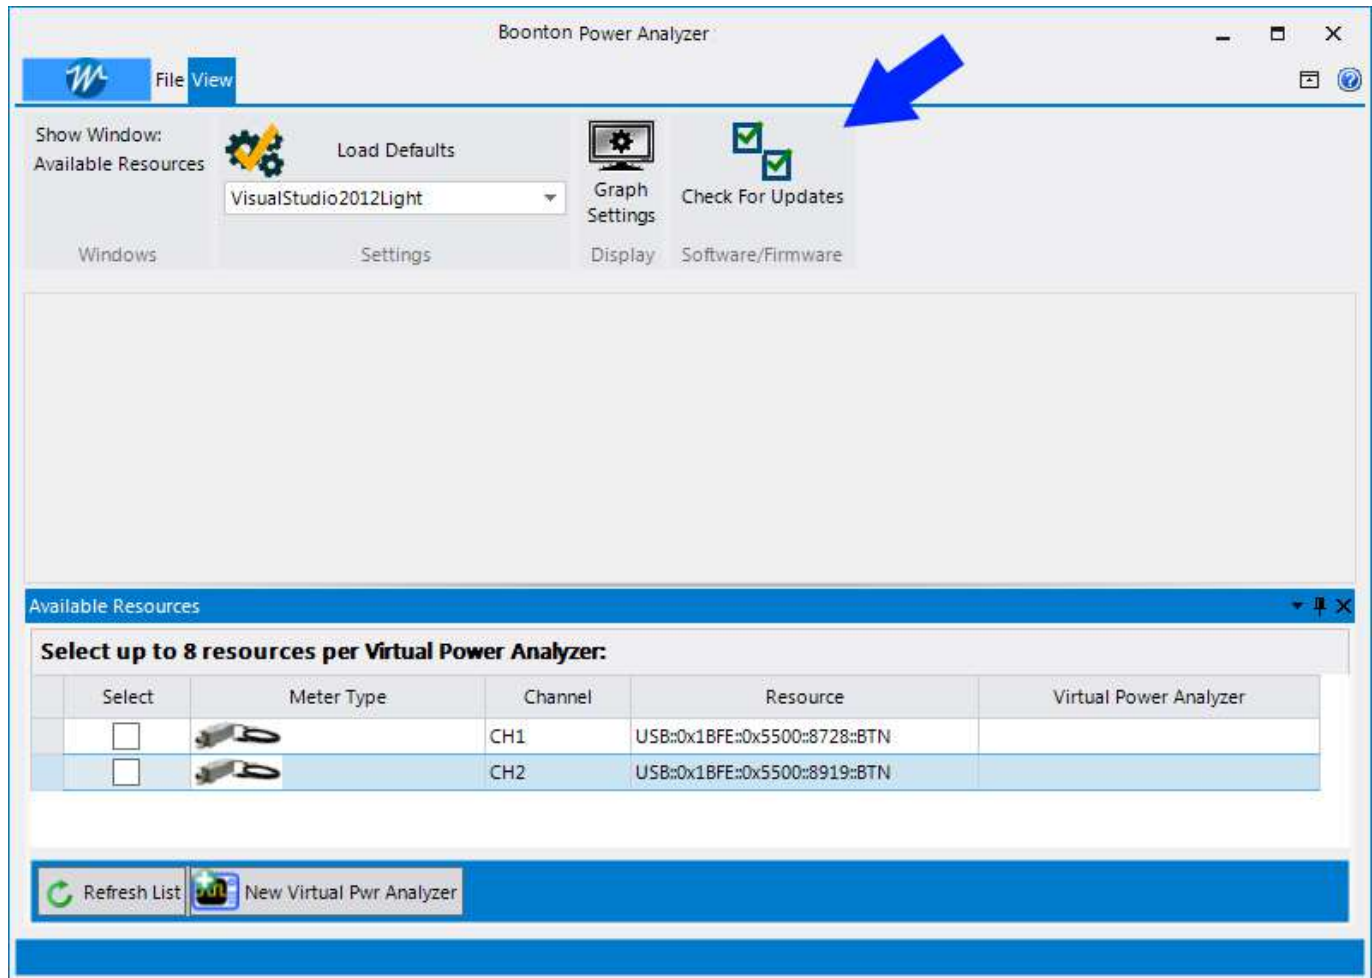 Boonton Power Analyzer
File View
Show Window:
Available Resources
Load Defaults
VisualStudio2012Light
Graph
Settings
Check For Updates
Windows
Settings
Display
Software/Firmware
Available Resources
Select up to 8 resources per Virtual Power Analyzer:
Select Meter Type Channel Resource Virtual Power Analyzer
CH1 USB::0x1BFE::0x5500::8728::BTN
CH2 USB::0x1BFE::0x5500::8919::BTN
Refresh List New Virtual Pwr Analyzer